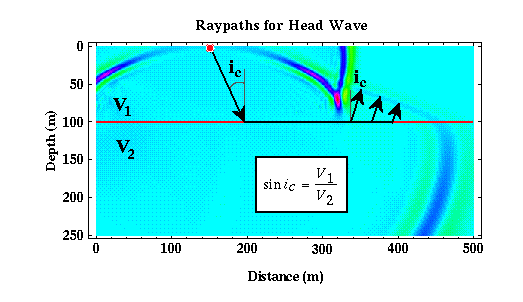 Raypaths for Head Wave
0
50
100
150
200
250
Depth (m)
i_c
i_c
V_1
V_2
sin i_C = V_1 / V_2
0 100 200 320 400 500
Distance (m)